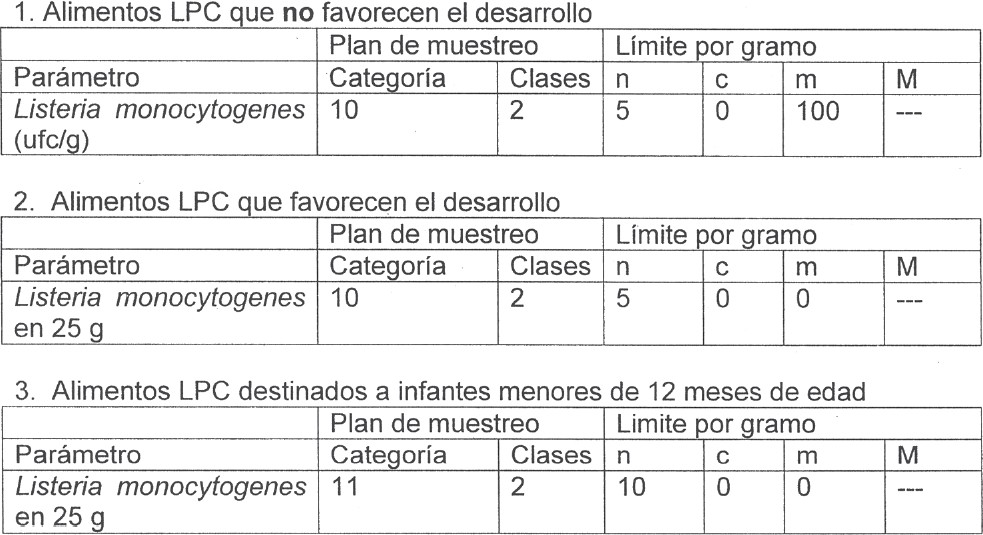 1. Alimentos LPC que no favorecen el desarrollo
Plan de muestreo Límite por gramo
Parámetro Categoría Clases n c m M
Listeria monocytogenes 10 2 5 0 100 ---
(ufc/g)
2. Alimentos LPC que favorecen el desarrollo
Plan de muestreo Límite por gramo
Parámetro Categoría Clases n c m M
Listeria monocytogenes 10 2 5 0 0 ---
en 25 g
3. Alimentos LPC destinados a infantes menores de 12 meses de edad
Plan de muestreo Limite por gramo
Parámetro Categoría Clases n c m M
Listeria monocytogenes 11 2 10 0 0 ---
en 25 g